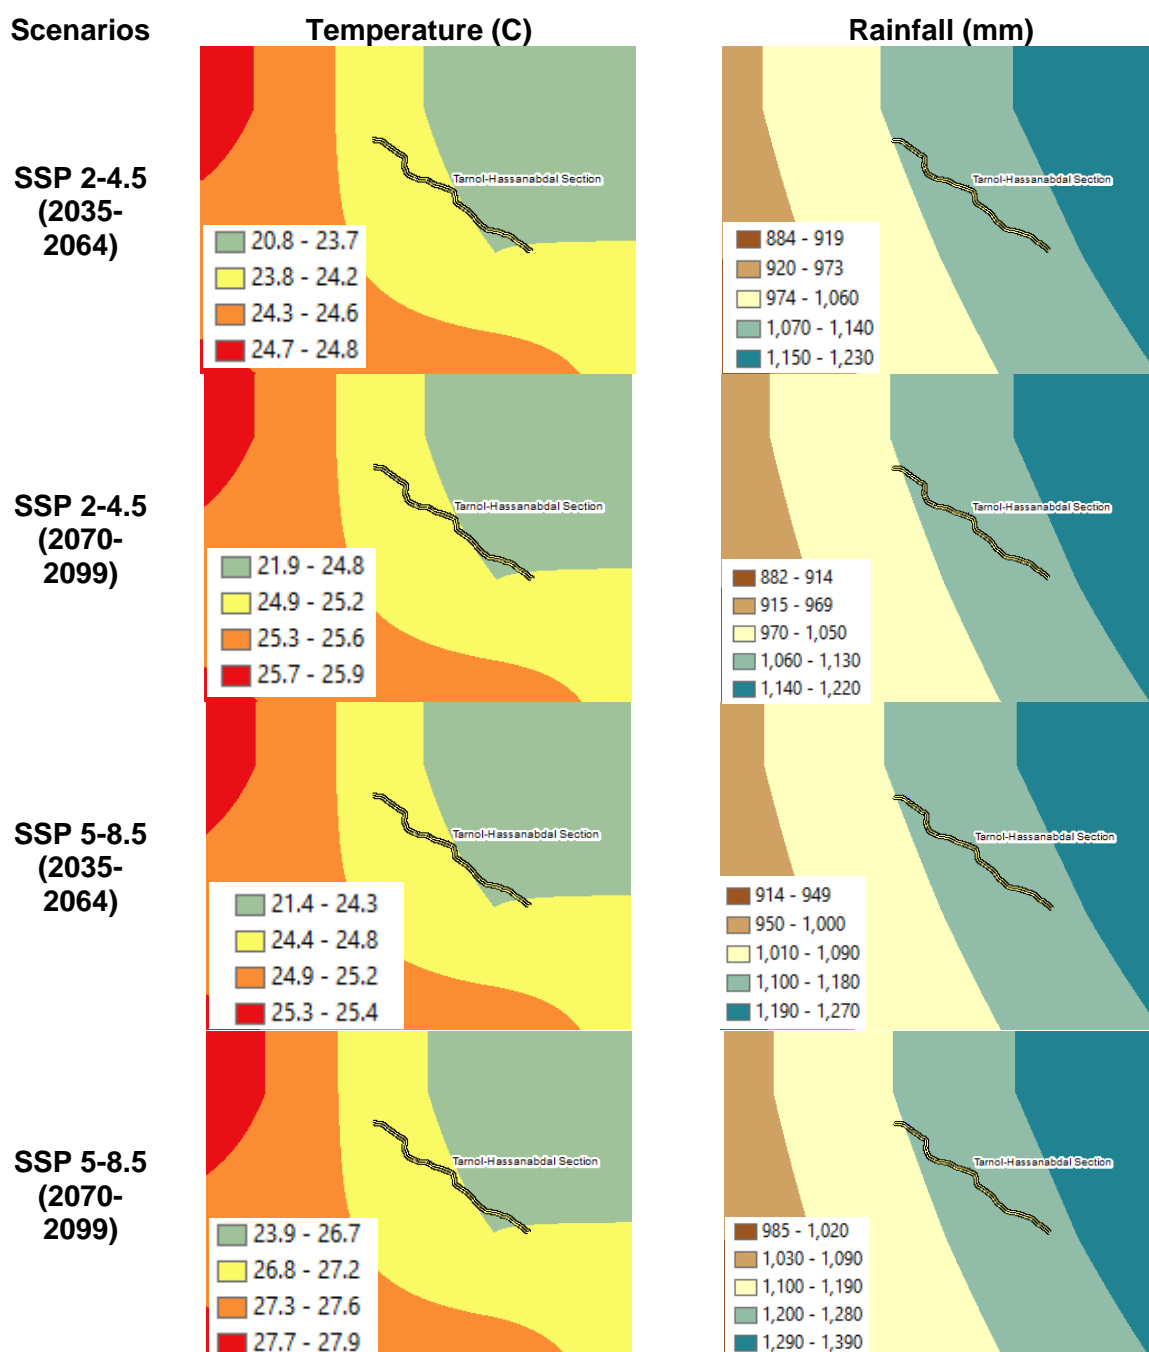 Scenarios
Temperature (C)
Rainfall (mm)
SSP 2-4.5
(2035-
2064)
Tarnol-Hassanabdal Section
20.8 - 23.7
23.8 - 24.2
24.3 - 24.6
24.7 - 24.8
Tarnol-Hassanabdal Section
884 - 919
920 - 973
974 - 1,060
1,070 - 1,140
1,150 - 1,230
SSP 2-4.5
(2070-
2099)
Tarnol-Hassanabdal Section
21.9 - 24.8
24.9 - 25.2
25.3 - 25.6
25.7 - 25.9
Tarnol-Hassanabdal Section
882 - 914
915 - 969
970 - 1,050
1,060 - 1,130
1,140 - 1,220
SSP 5-8.5
(2035-
2064)
Tarnol-Hassanabdal Section
21.4 - 24.3
24.4 - 24.8
24.9 - 25.2
25.3 - 25.4
Tarnol-Hassanabdal Section
914 - 949
950 - 1,000
1,010 - 1,090
1,100 - 1,180
1,190 - 1,270
SSP 5-8.5
(2070-
2099)
Tarnol-Hassanabdal Section
23.9 - 26.7
26.8 - 27.2
27.3 - 27.6
27.7 - 27.9
Tarnol-Hassanabdal Section
985 - 1,020
1,030 - 1,090
1,100 - 1,190
1,200 - 1,280
1,290 - 1,390